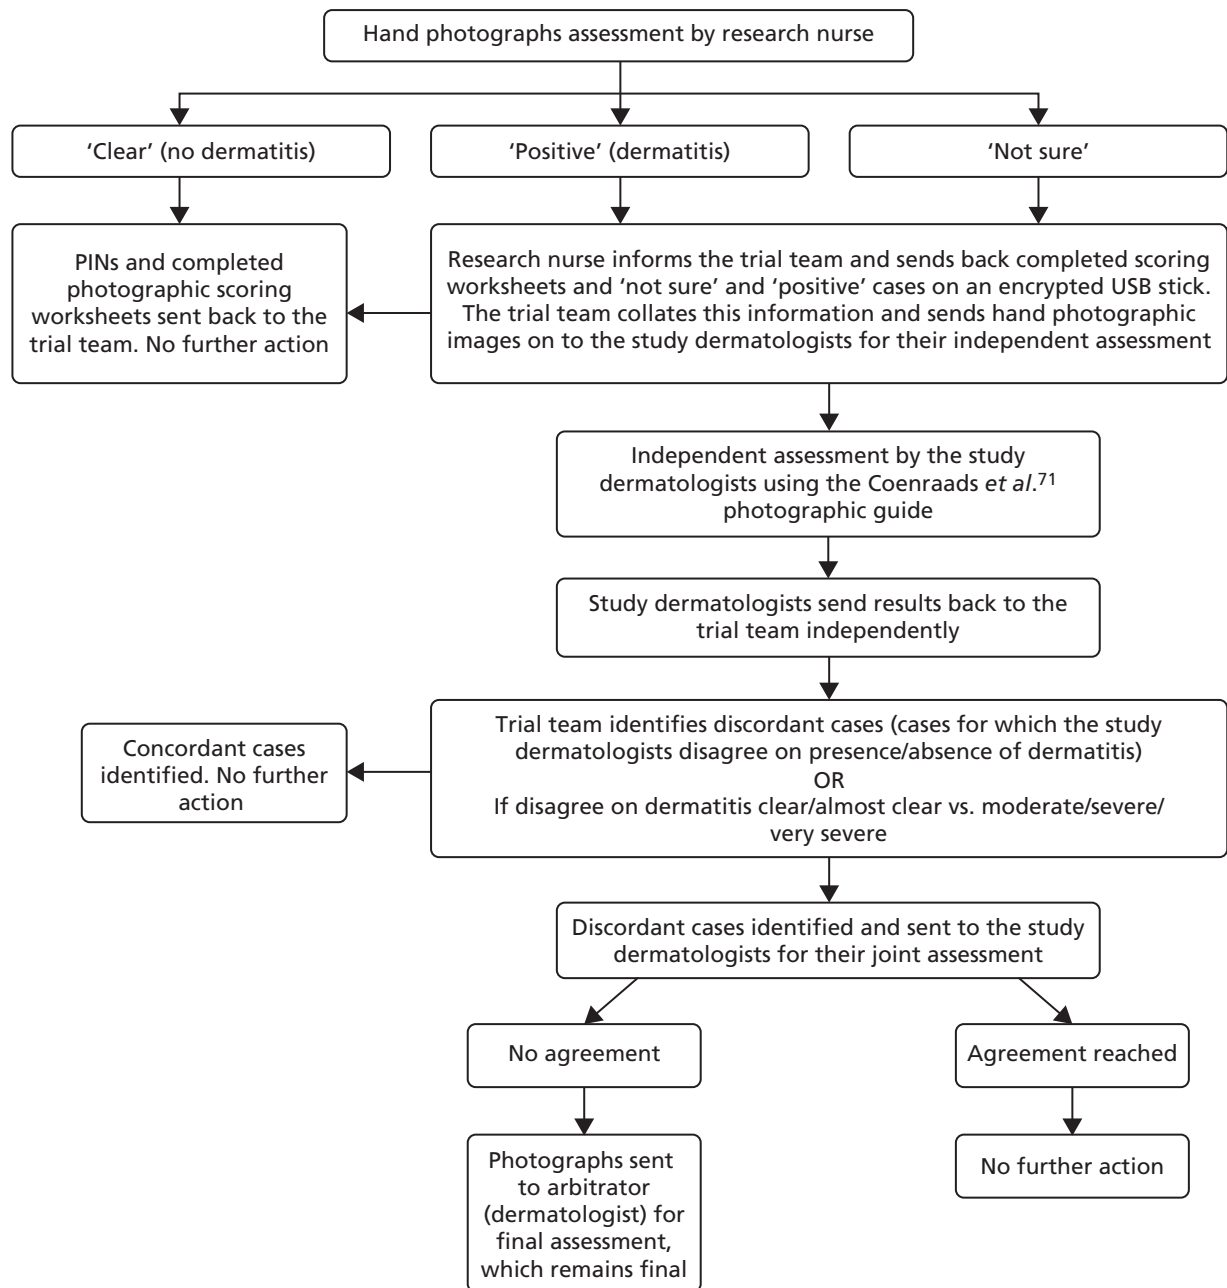 Hand photographs assessment by research nurse
‘Clear’ (no dermatitis)
‘Positive’ (dermatitis)
‘Not sure’
PINs and completed
photographic scoring
worksheets sent back to the
trial team. No further action
Research nurse informs the trial team and sends back completed scoring
worksheets and ‘not sure’ and ‘positive’ cases on an encrypted USB stick.
The trial team collates this information and sends hand photographic
images on to the study dermatologists for their independent assessment
Independent assessment by the study
dermatologists using the Coenraads et al.71
photographic guide
Study dermatologists send results back to the
trial team independently
Concordant cases
identified. No further
action
Trial team identifies discordant cases (cases for which the study
dermatologists disagree on presence/absence of dermatitis)
OR
If disagree on dermatitis clear/almost clear vs. moderate/severe/
very severe
Discordant cases identified and sent to the study
dermatologists for their joint assessment
No agreement
Agreement reached
Photographs sent
to arbitrator
(dermatologist) for
final assessment,
which remains final
No further action